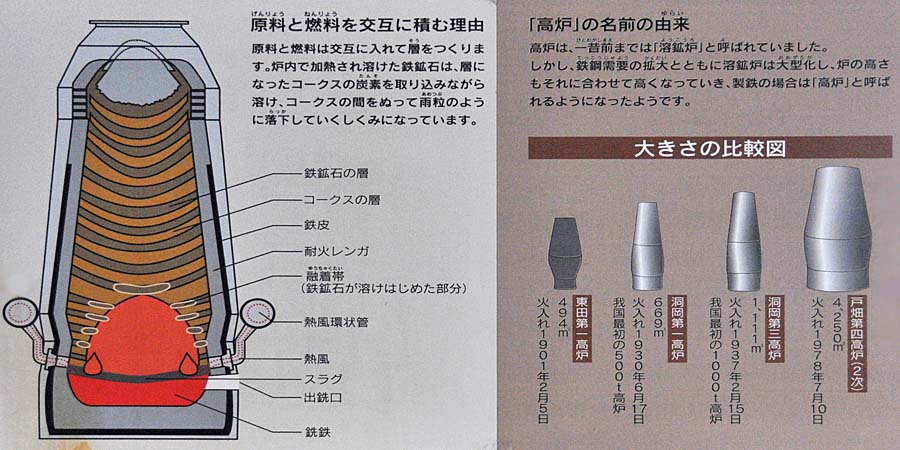 原料と燃料を交互に積む理由
原料と燃料は交互に入れて層をつくりま
す。炉内で加熱され溶けた鉄鉱石は、層に
なったコークスの炭素を取り込みながら
溶け、コークスの間をぬって雨粒のよう
に落下していくしくみになっています。
鉄鉱石の層
コークスの層
鉄皮
耐火レンガ
融着帯
(鉄鉱石が溶けはじめた部分)
熱風環状管
熱風
スラグ
出銑口
銑鉄
「高炉」の名前の由来
高炉は、一昔前までは「溶鉱炉」と呼ばれていました。
しかし、鉄鋼需要の拡大とともに溶鉱炉は大型化し、炉の高さ
もそれに合わせて高くなっていき、製鉄の場合は「高炉」と呼ば
れるようになったようです。
大きさの比較図
東田第一高炉
494㎥
火入れ1901年2月5日
洞岡第一高炉
669㎥
火入れ1930年6月17日
我国最初の500t高炉
洞岡第三高炉
1,111㎥
火入れ1937年2月15日
我国最初の1000t高炉
戸畑第四高炉(2次)
4,250㎥
火入れ1978年7月10日